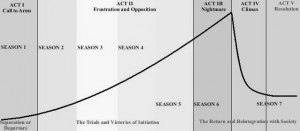 ACT I
Call to Arms
ACT II
Frustration and Opposition
ACT III
Nightmare
ACT IV
Climax
ACT V
Resolution
SEASON 1
SEASON 2
SEASON 3
SEASON 4
SEASON 5
SEASON 6
SEASON 7
Separation or
Departure
The Trials and Victories of Initiation
The Return and Reintegration with Society